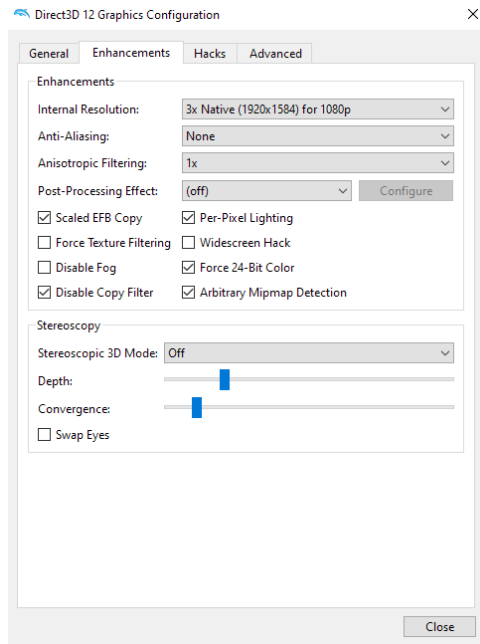 Direct3D 12 Graphics Configuration
General Enhancements Hacks Advanced
Enhancements
Internal Resolution: 3x Native (1920x1584) for 1080p
Anti-Aliasing: None
Anisotropic Filtering: 1x
Post-Processing Effect: (off) Configure
Scaled EFB Copy Per-Pixel Lighting
Force Texture Filtering Widescreen Hack
Disable Fog Force 24-Bit Color
Disable Copy Filter Arbitrary Mipmap Detection
Stereoscopy
Stereoscopic 3D Mode: Off
Depth:
Convergence:
Swap Eyes
Close